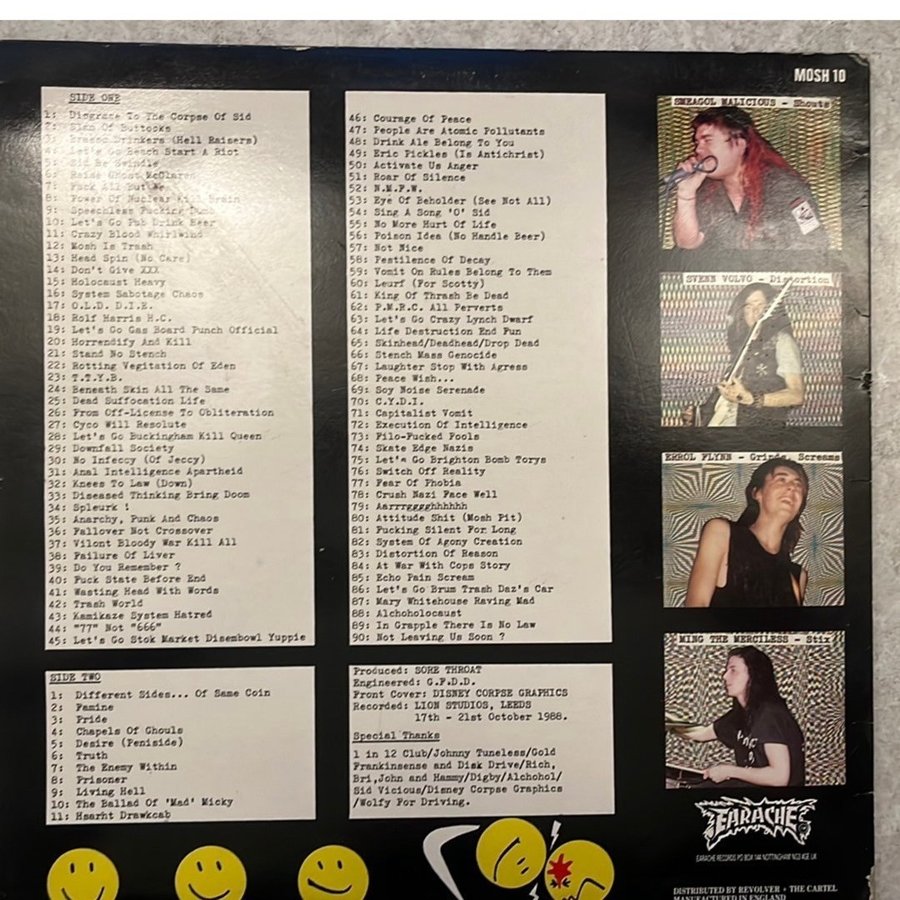 MOSH 10
SIDE ONE
1: Disgrace To The Corpse Of Sid
2: Slam Of Buttocks
3: Brasso Drinkers (Hell Raisers)
4: Let's Go Beach Start A Riot
5: Sid Be Swindle
6: Raise Ghost McClaren
7: Fuck All But We
8: Power Of Nuclear Kill Brain
9: Speechless Fucking Dumb
10: Let's Go Pub Drink Beer
11: Crazy Blood Whirlwind
12: Mosh Is Trash
13: Head Spin (No Care)
14: Don't Give XXX
15: Holocaust Heavy
16: System Sabotage Chaos
17: O.L.D. D.I.E.
18: Rolf Harris H.C.
19: Let's Go Gas Board Punch Official
20: Horrendify And Kill
21: Stand No Stench
22: Rotting Vegitation Of Eden
23: T.T.Y.B.
24: Beneath Skin All The Same
25: Dead Suffocation Life
26: From Off-License To Obliteration
27: Cyco Will Resolute
28: Let's Go Buckingham Kill Queen
29: Downfall Society
30: No Infeccy (Of Jeccy)
31: Anal Intelligence Apartheid
32: Knees To Law (Down)
33: Diseased Thinking Bring Doom
34: Spleurk !
35: Anarchy, Punk And Chaos
36: Fallover Not Crossover
37: Vilont Bloody War Kill All
38: Failure Of Liver
39: Do You Remember ?
40: Fuck State Before End
41: Wasting Head With Words
42: Trash World
43: Kamikaze System Hatred
44: "77" Not "666"
45: Let's Go Stok Market Disembowl Yuppie
46: Courage Of Peace
47: People Are Atomic Pollutants
48: Drink Ale Belong To You
49: Eric Pickles (Is Antichrist)
50: Activate Us Anger
51: Roar Of Silence
52: N.M.F.W.
53: Eye Of Beholder (See Not All)
54: Sing A Song 'O' Sid
55: No More Hurt Of Life
56: Poison Idea (No Handle Beer)
57: Not Nice
58: Pestilence Of Decay
59: Vomit On Rules Belong To Them
60: Leurf (For Scotty)
61: King Of Thrash Be Dead
62: P.M.R.C. All Perverts
63: Let's Go Crazy Lynch Dwarf
64: Life Destruction End Fun
65: Skinhead/Deadhead/Drop Dead
66: Stench Mass Genocide
67: Laughter Stop With Agress
68: Peace Wish...
69: Soy Noise Serenade
70: C.Y.D.I.
71: Capitalist Vomit
72: Execution Of Intelligence
73: Filo-Fucked Fools
74: Skate Edge Nazis
75: Let's Go Brighton Bomb Torys
76: Switch Off Reality
77: Fear Of Phobia
78: Crush Nazi Face Well
79: Aarrrgggghhhhhh
80: Attitude Shit (Mosh Pit)
81: Fucking Silent For Long
82: System Of Agony Creation
83: Distortion Of Reason
84: At War With Cops Story
85: Echo Pain Scream
86: Let's Go Brum Trash Daz's Car
87: Mary Whitehouse Raving Mad
88: Alchoholocaust
89: In Grapple There Is No Law
90: Not Leaving Us Soon ?
SIDE TWO
1: Different Sides... Of Same Coin
2: Famine
3: Pride
4: Chapels Of Ghouls
5: Desire (Peniside)
6: Truth
7: The Enemy Within
8: Prisoner
9: Living Hell
10: The Ballad Of 'Mad' Micky
11: Hsarht Drawkcab
Produced: SORE THROAT
Engineered: G.F.D.D.
Front Cover: DISNEY CORPSE GRAPHICS
Recorded: LION STUDIOS, LEEDS
17th - 21st October 1988.
Special Thanks
1 in 12 Club/Johnny Tuneless/Gold
Frankinsense and Disk Drive/Rich,
Bri,John and Hammy/Digby/Alchohol/
Sid Vicious/Disney Corpse Graphics
/Wolfy For Driving.
SMEAGOL MALICIOUS - Shouts
SVENN VOLVO - Distortion
ERROL FLYNN - Grinds, Screams
MING THE MERCILESS - Stix
EARACHE
EARACHE RECORDS PO BOX 144 NOTTINGHAM NG3 4GE UK
DISTRIBUTED BY REVOLVER + THE CARTEL
MANUFACTURED IN ENGLAND